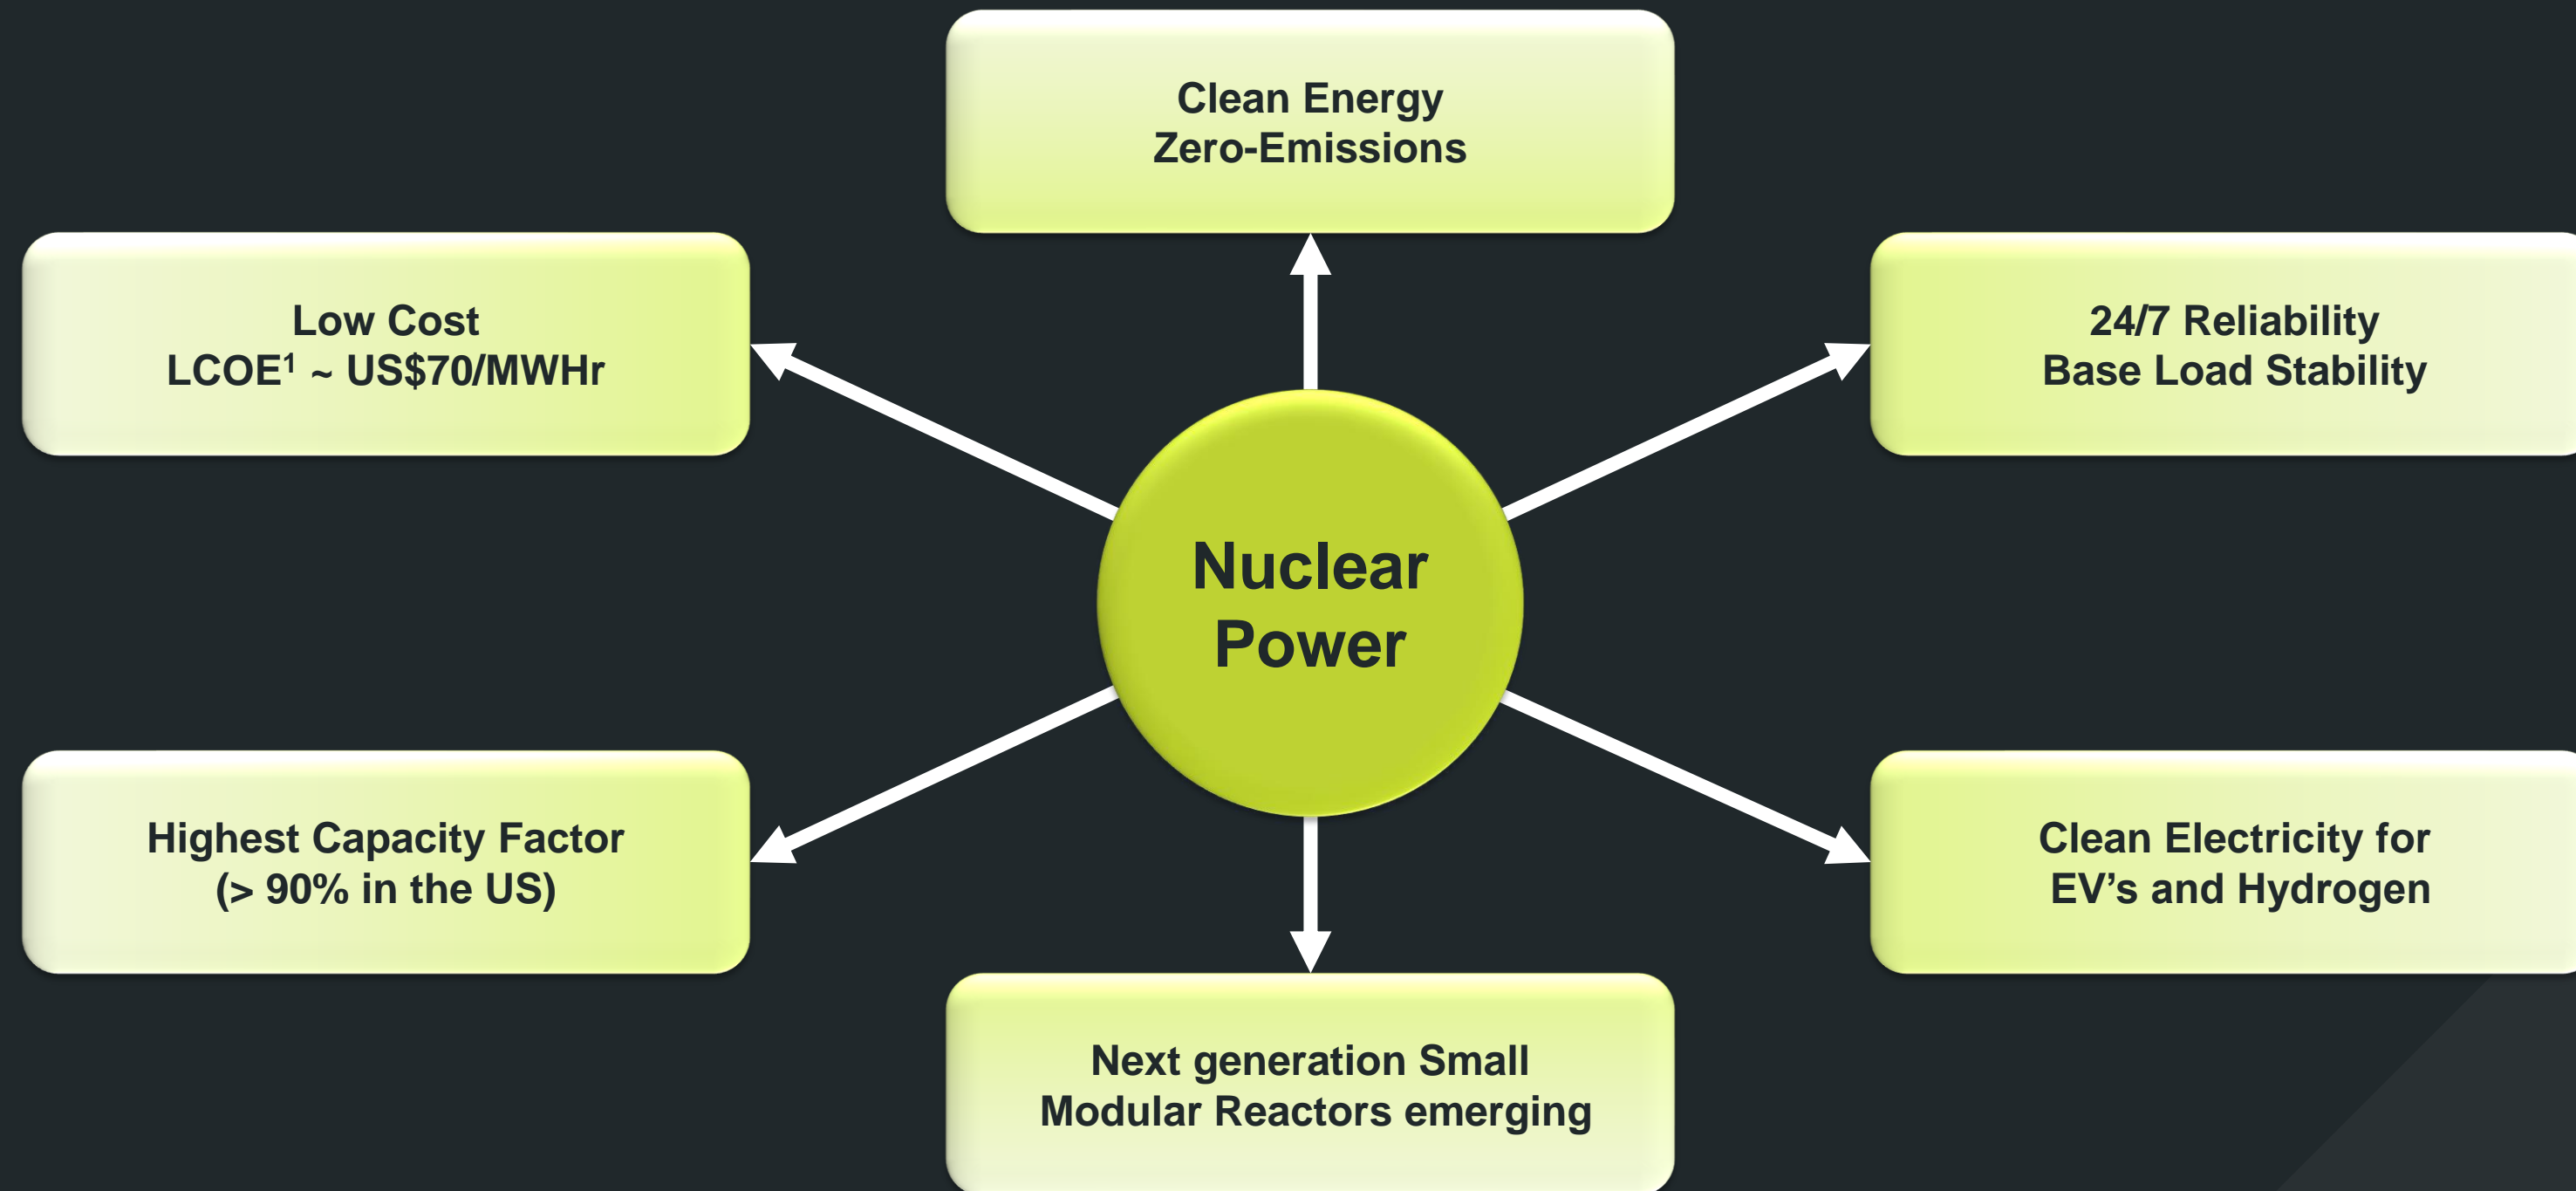 Clean Energy
Zero-Emissions
Low Cost
LCOE¹ ~ US$70/MWHr
24/7 Reliability
Base Load Stability
Nuclear
Power
Highest Capacity Factor
(> 90% in the US)
Clean Electricity for
EV’s and Hydrogen
Next generation Small
Modular Reactors emerging